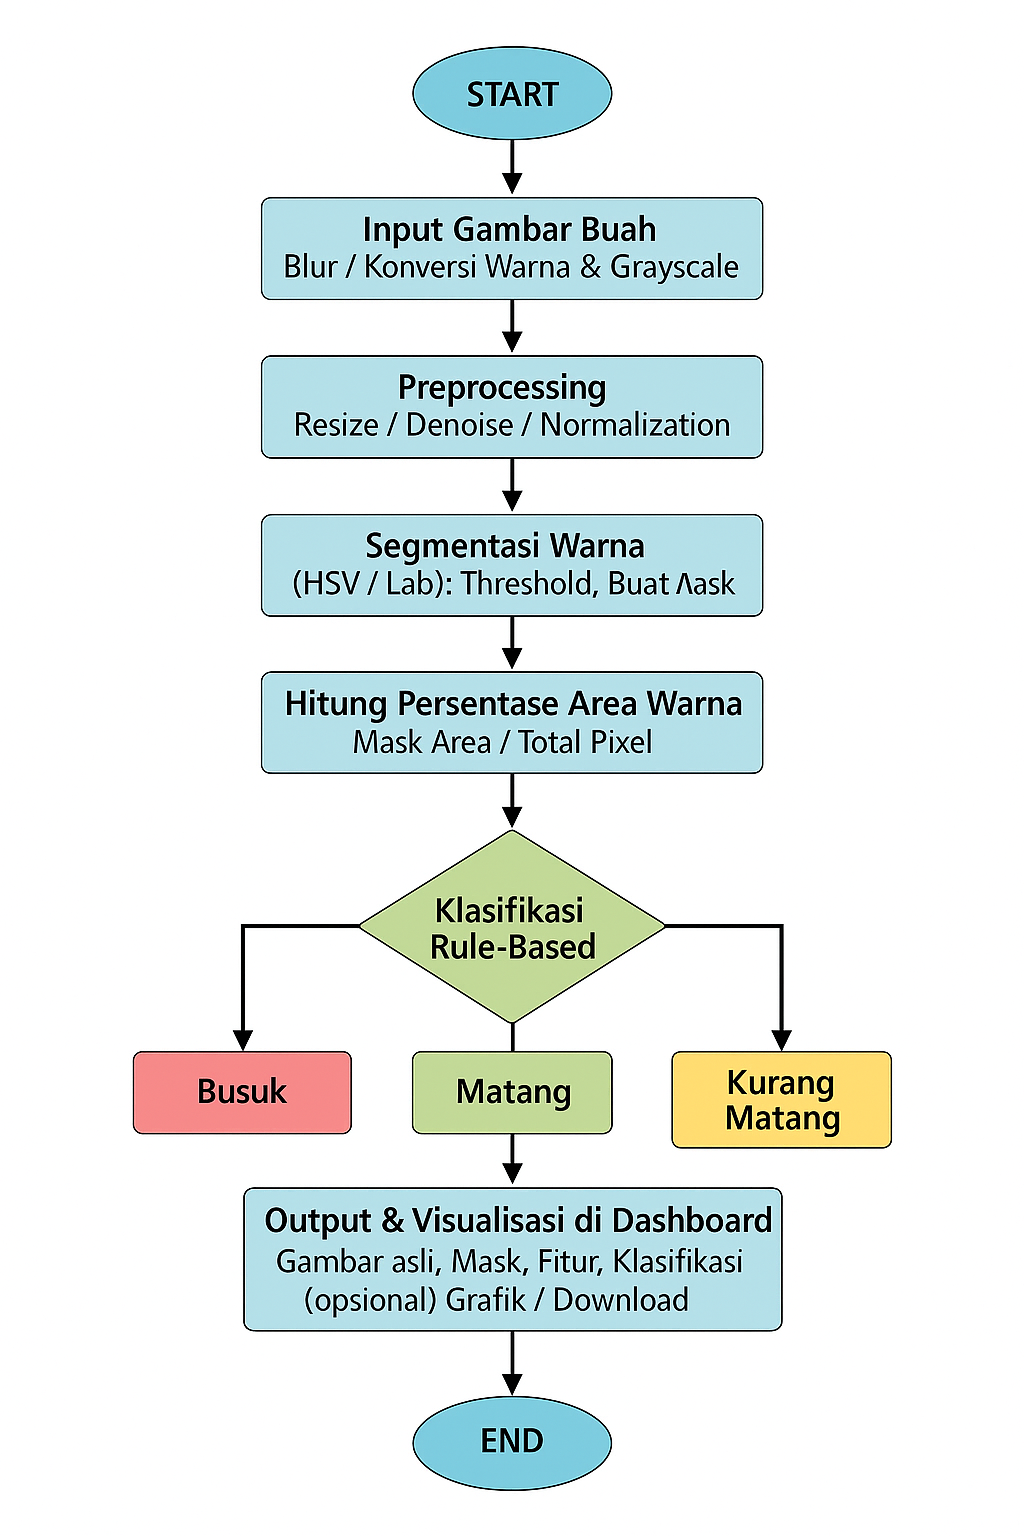 START
Input Gambar Buah
Blur / Konversi Warna & Grayscale
Preprocessing
Resize / Denoise / Normalization
Segmentasi Warna
(HSV / Lab): Threshold, Buat Λask
Hitung Persentase Area Warna
Mask Area / Total Pixel
Klasifikasi
Rule-Based
Busuk
Matang
Kurang
Matang
Output & Visualisasi di Dashboard
Gambar asli, Mask, Fitur, Klasifikasi
(opsional) Grafik / Download
END